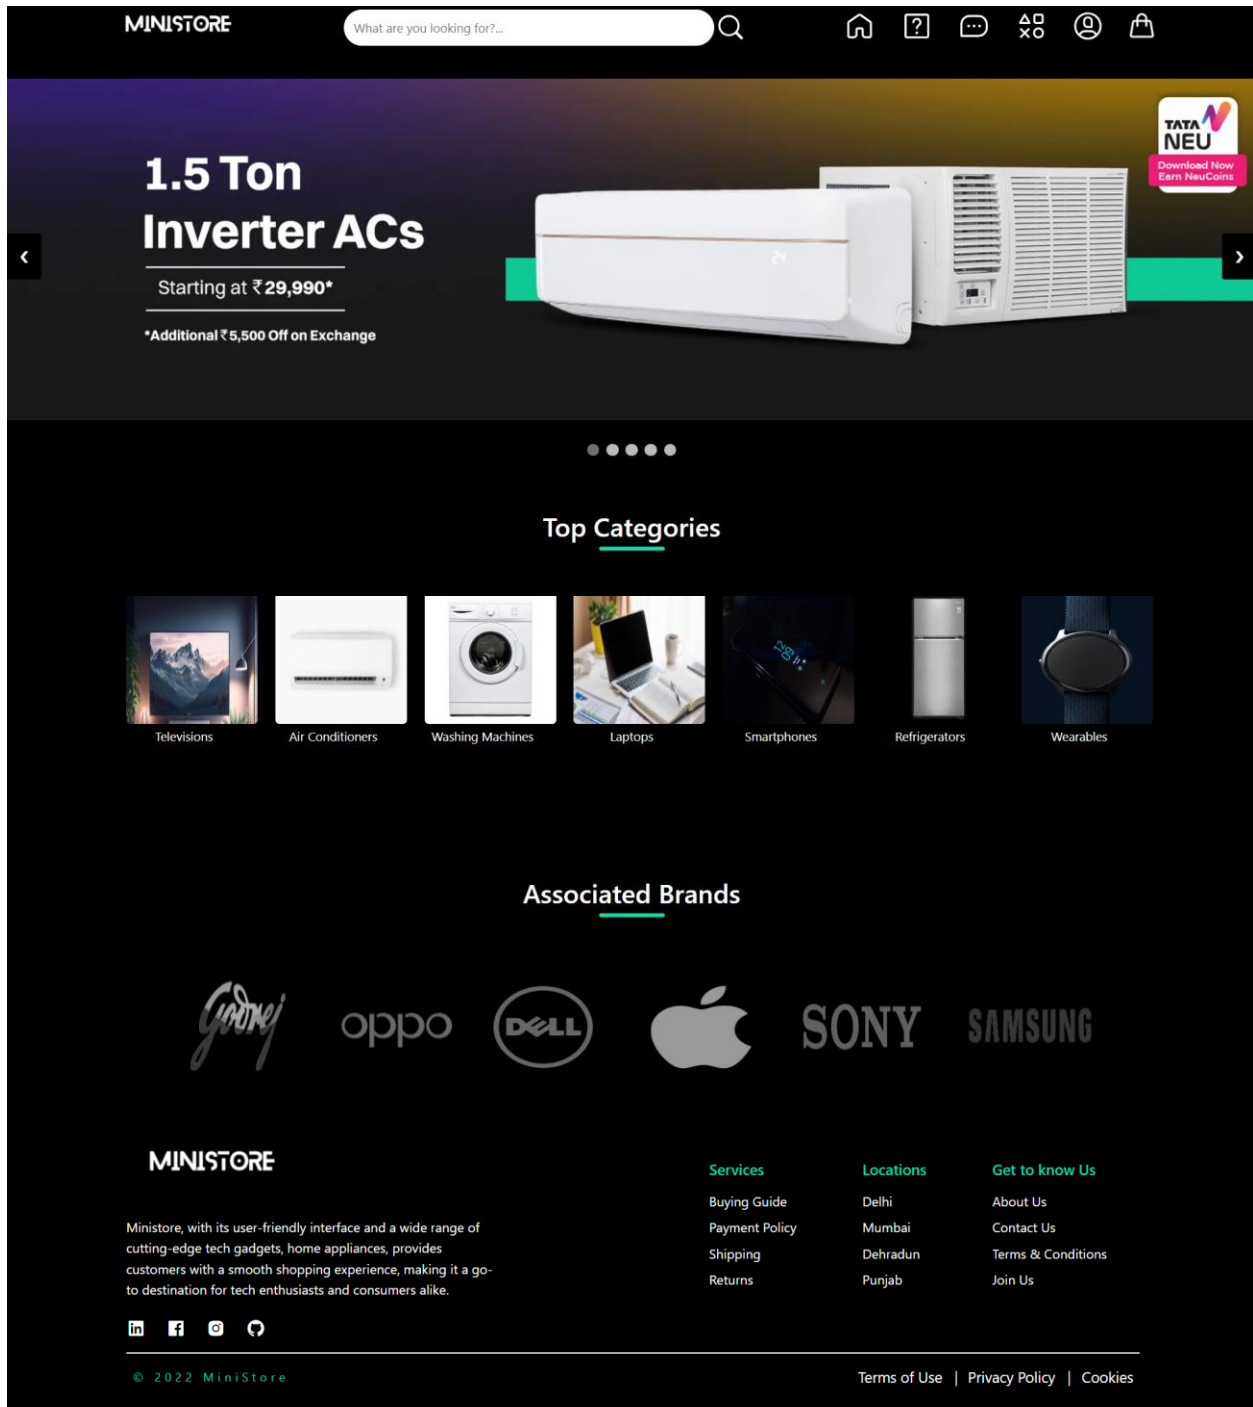 MINISTORE
What are you looking for?...
TATA
NEU
Download Now
Earn NeuCoins
1.5 Ton
Inverter ACs
Starting at ₹29,990*
*Additional ₹5,500 Off on Exchange
24
Top Categories
Televisions
Air Conditioners
Washing Machines
Laptops
Smartphones
Refrigerators
Wearables
Associated Brands
Godrej
oppo
DELL
SONY
SAMSUNG
MINISTORE
Ministore, with its user-friendly interface and a wide range of
cutting-edge tech gadgets, home appliances, provides
customers with a smooth shopping experience, making it a go-
to destination for tech enthusiasts and consumers alike.
Services
Buying Guide
Payment Policy
Shipping
Returns
Locations
Delhi
Mumbai
Dehradun
Punjab
Get to know Us
About Us
Contact Us
Terms & Conditions
Join Us
© 2022 MiniStore
Terms of Use | Privacy Policy | Cookies